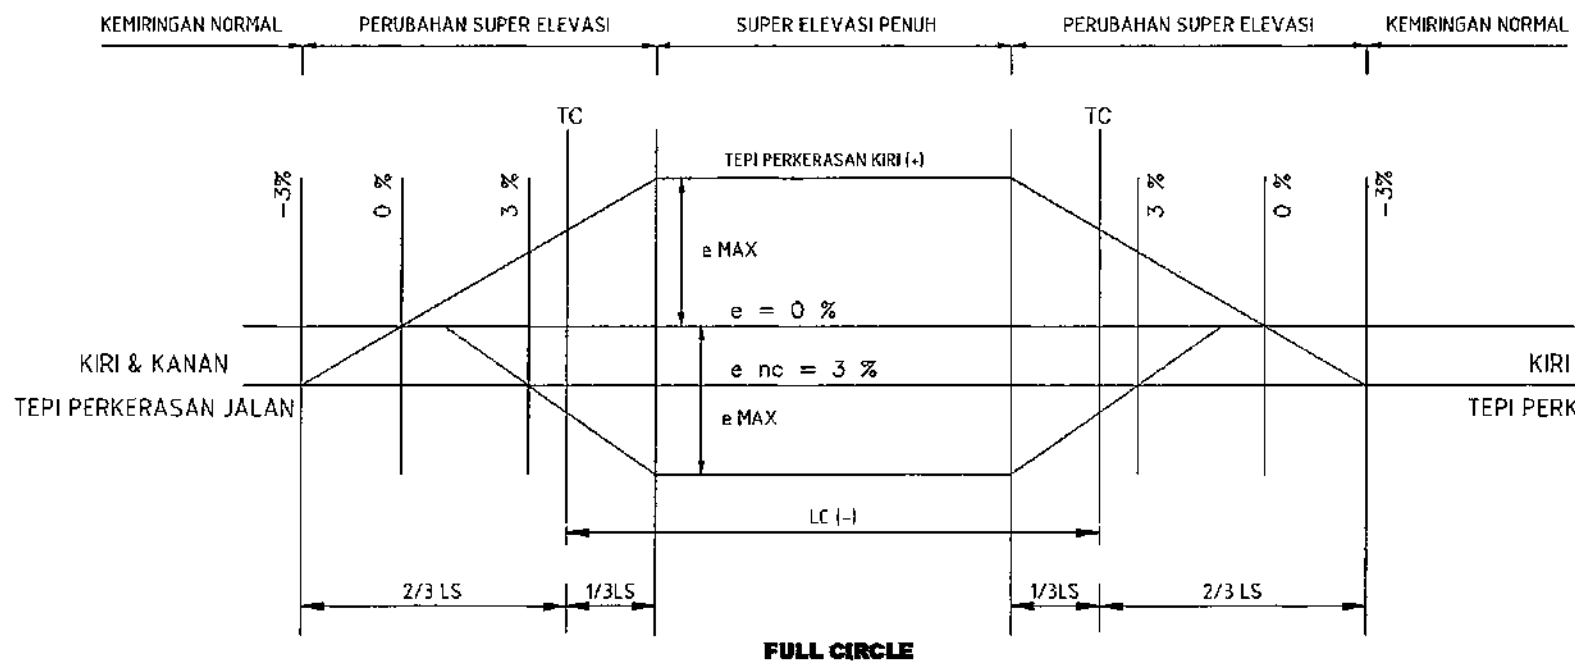 KEMIRINGAN NORMAL PERUBAHAN SUPER ELEVASI SUPER ELEVASI PENUH PERUBAHAN SUPER ELEVASI KEMIRINGAN NORMAL
TC TC
TEPI PERKERASAN KIRI (+)
-3% 0 % 3 % 3 % 0 % -3%
e MAX
e = 0 %
KIRI & KANAN e nc = 3 % KIRI
TEPI PERKERASAN JALAN e MAX TEPI PERK
LC (-)
2/3 LS 1/3LS 1/3LS 2/3 LS
FULL CIRCLE